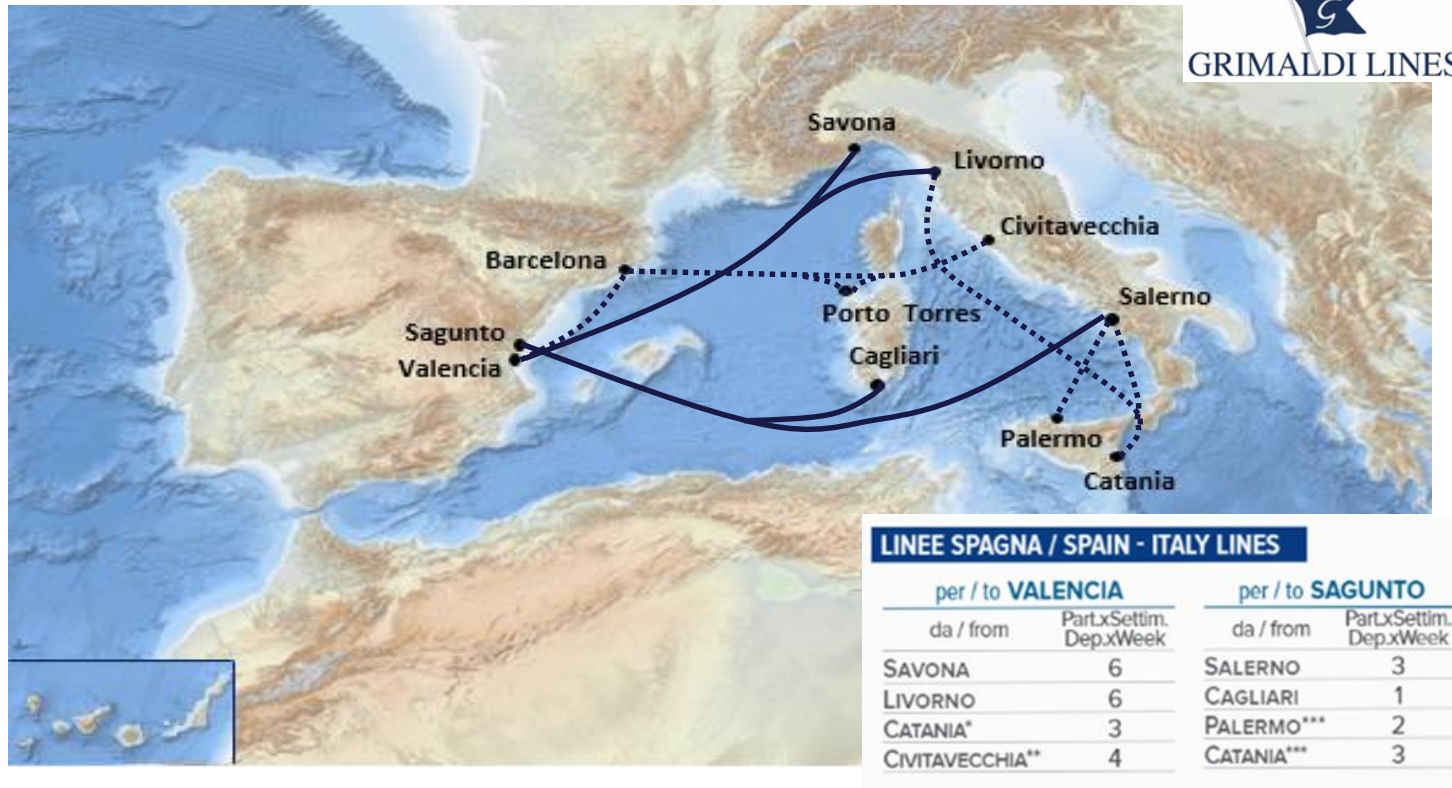 G
GRIMALDI LINES
Savona
Livorno
Civitavecchia
Barcelona
Salerno
Porto Torres
Sagunto
Cagliari
Valencia
Palermo
Catania
LINEE SPAGNA / SPAIN - ITALY LINES
per / to VALENCIA
da / from Part.xSettim.
Dep.xWeek
SAVONA 6
LIVORNO 6
CATANIA* 3
CIVITAVECCHIA** 4
per / to SAGUNTO
da / from Part.xSettim.
Dep.xWeek
SALERNO 3
CAGLIARI 1
PALERMO*** 2
CATANIA*** 3